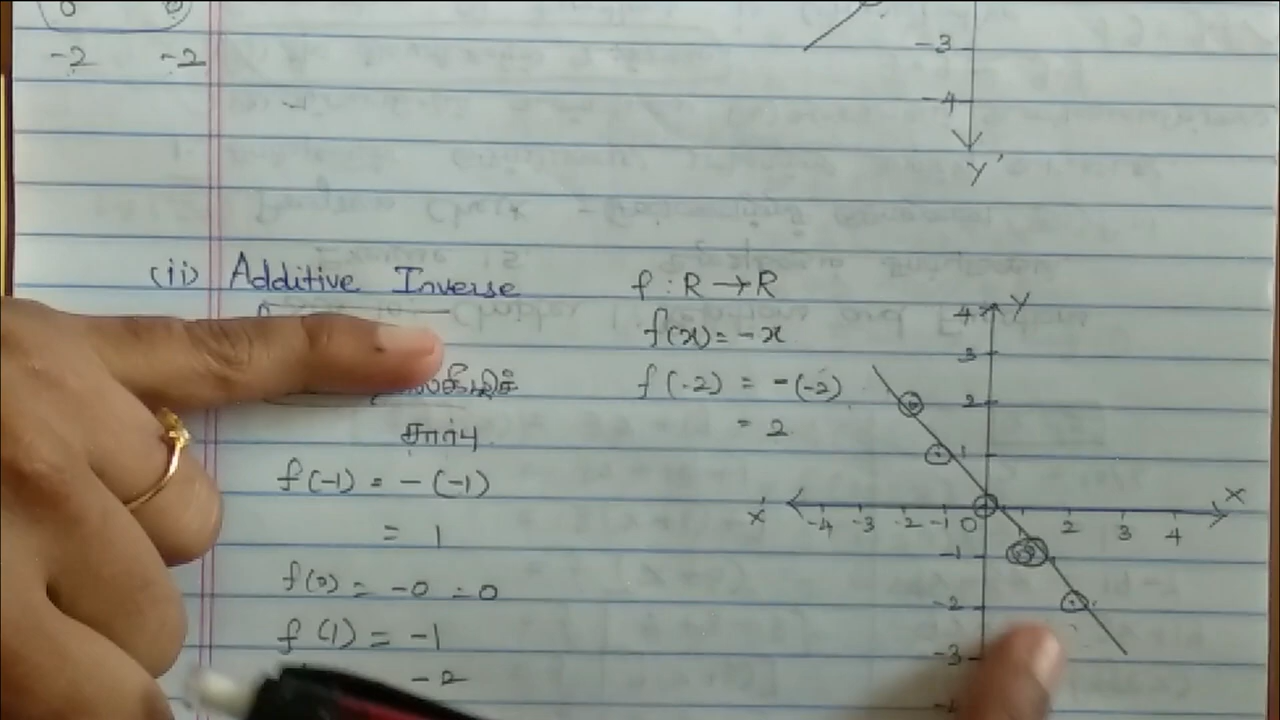 -2 -2
-3
-4
Y'
(ii) Additive Inverse f : R → R
f(x) = -x
f(-2) = -(-2)
= 2
சார்பு
f(-1) = -(-1)
= 1
f(0) = -0 = 0
f(1) = -1
-2
4 Y
3
2
1
X' -4 -3 -2 -1 0 2 3 4 X
-1
-2
-3